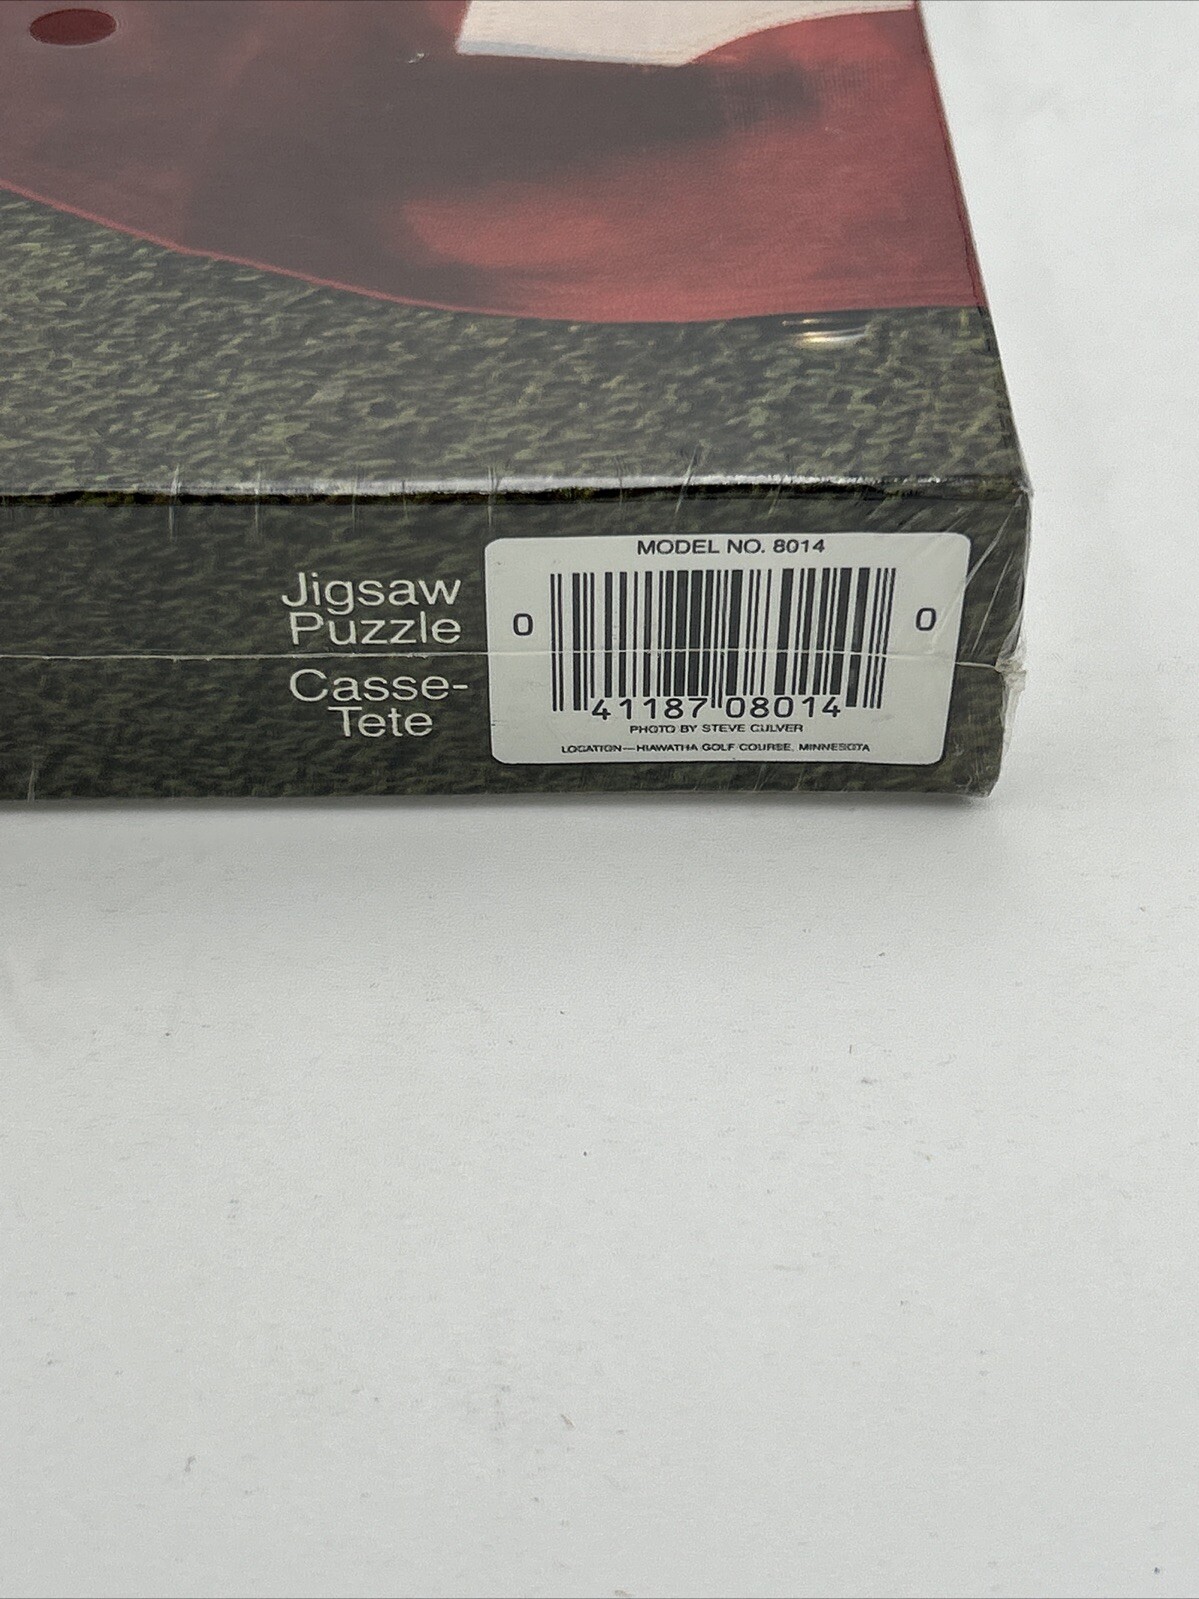 MODEL NO. 8014
Jigsaw
Puzzle
Casse-
Tete
0 41187 08014 0
PHOTO BY STEVE CULVER
LOCATION—HIAWATHA GOLF COURSE, MINNESOTA